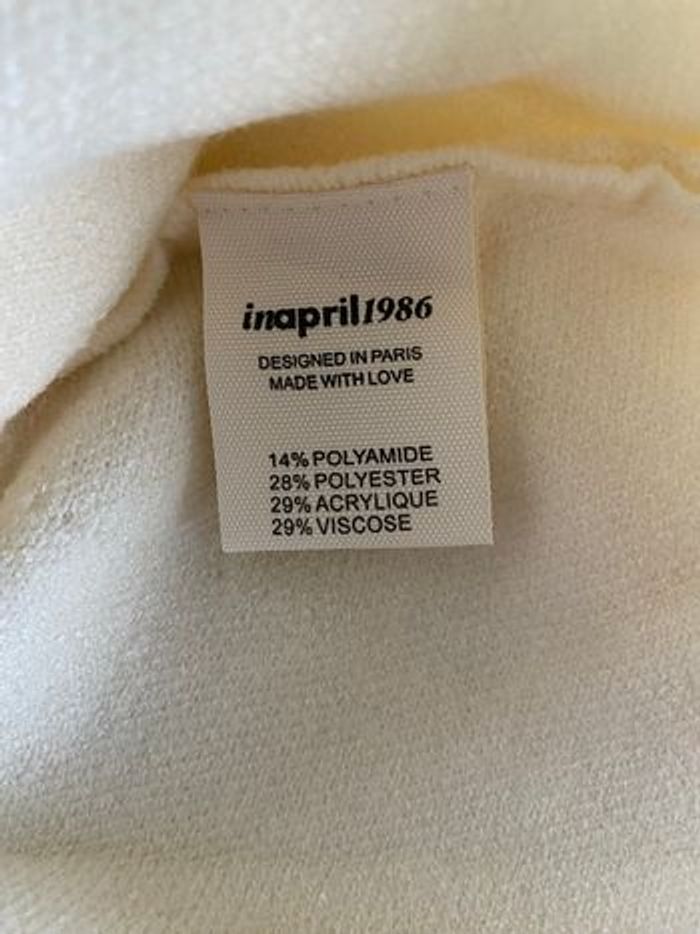 inapril1986
DESIGNED IN PARIS
MADE WITH LOVE
14% POLYAMIDE
28% POLYESTER
29% ACRYLIQUE
29% VISCOSE